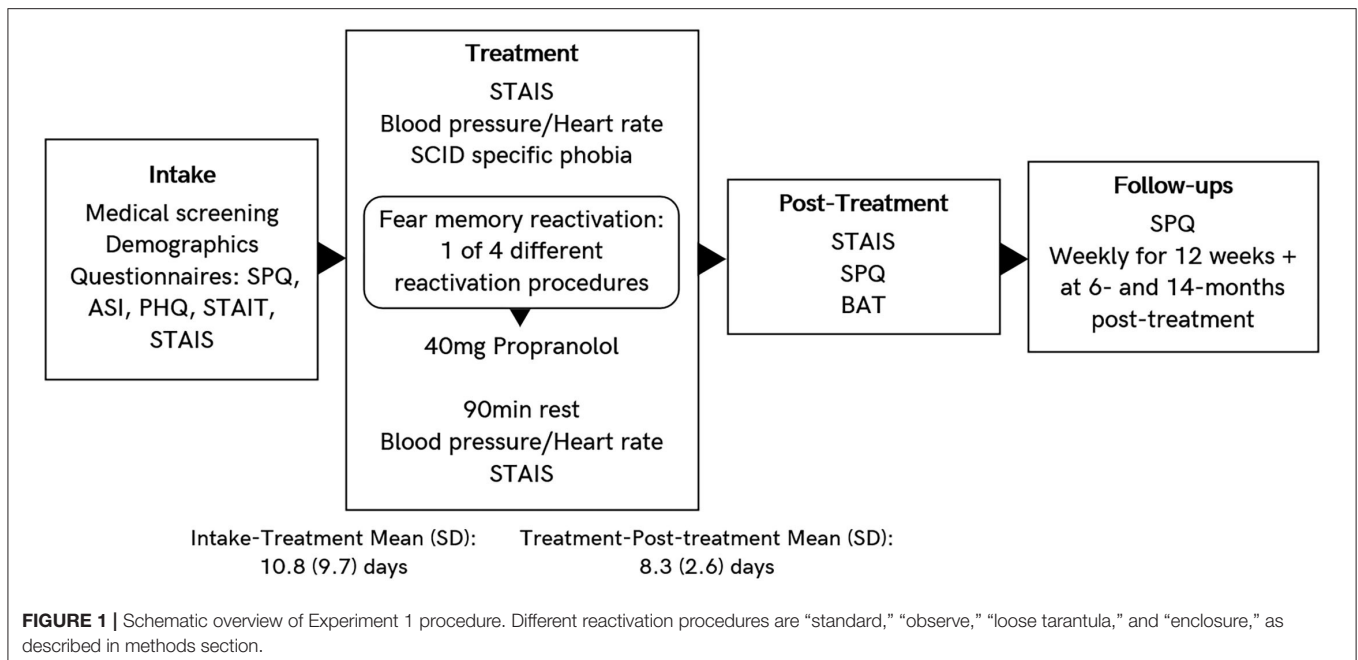 Intake
Medical screening
Demographics
Questionnaires: SPQ,
ASI, PHQ, STAIT,
STAIS
Treatment
STAIS
Blood pressure/Heart rate
SCID specific phobia
Fear memory reactivation:
1 of 4 different
reactivation procedures
40mg Propranolol
90min rest
Blood pressure/Heart rate
STAIS
Post-Treatment
STAIS
SPQ
BAT
Follow-ups
SPQ
Weekly for 12 weeks +
at 6- and 14-months
post-treatment
Intake-Treatment Mean (SD):
10.8 (9.7) days
Treatment-Post-treatment Mean (SD):
8.3 (2.6) days
FIGURE 1 | Schematic overview of Experiment 1 procedure. Different reactivation procedures are “standard,” “observe,” “loose tarantula,” and “enclosure,” as
described in methods section.